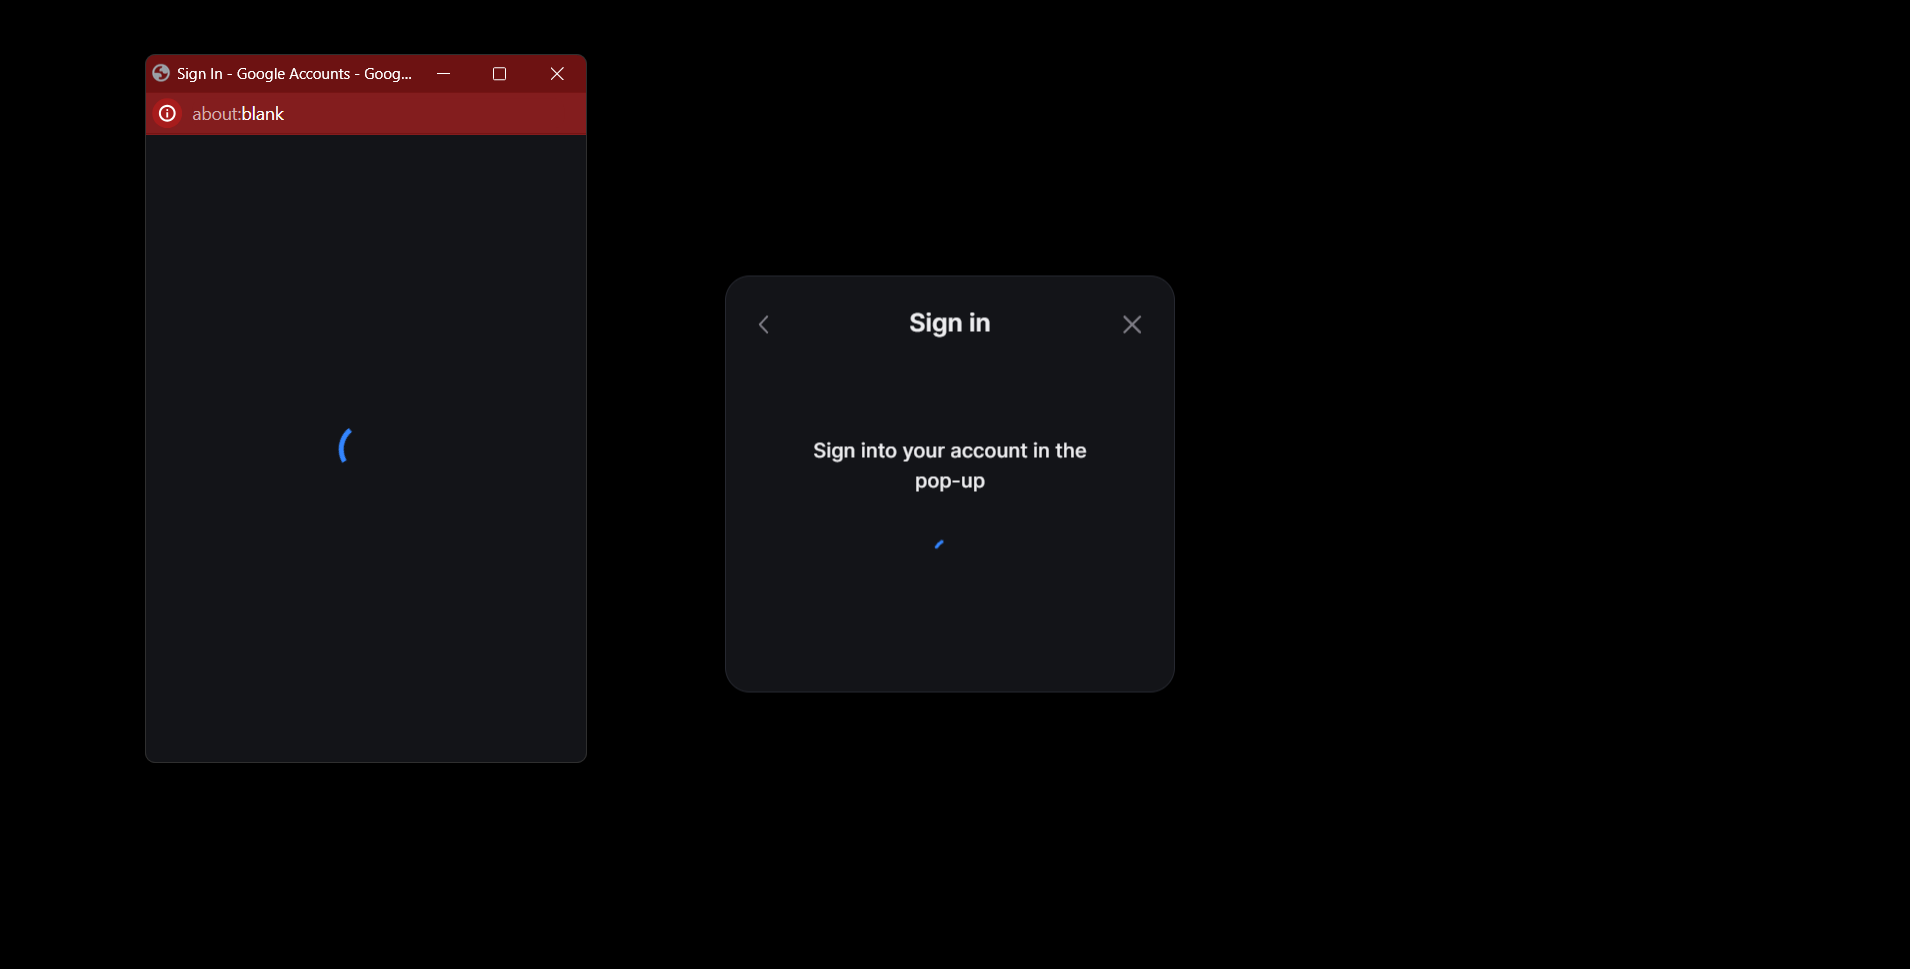 Sign In - Google Accounts - Goog...
about:blank
Sign in
Sign into your account in the
pop-up